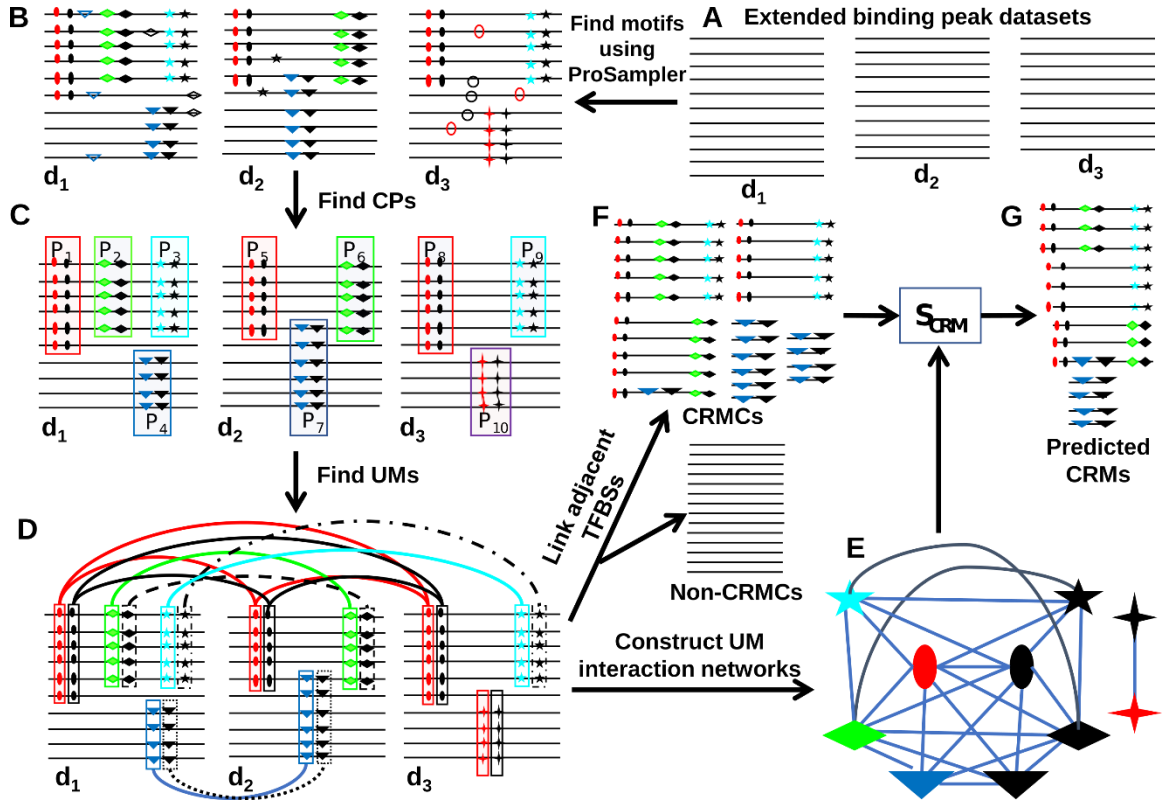 B
A
Extended binding peak datasets
Find motifs
using
ProSampler
d1
d2
d3
d1
d2
d3
Find CPs
C
P1
P2
P3
P5
P6
P8
P9
P4
P7
P10
d1
d2
d3
Find UMs
F
G
SCRM
CRMCs
Predicted
CRMs
Link adjacent
TFBSs
Non-CRMCs
D
E
Construct UM
interaction networks
d1
d2
d3